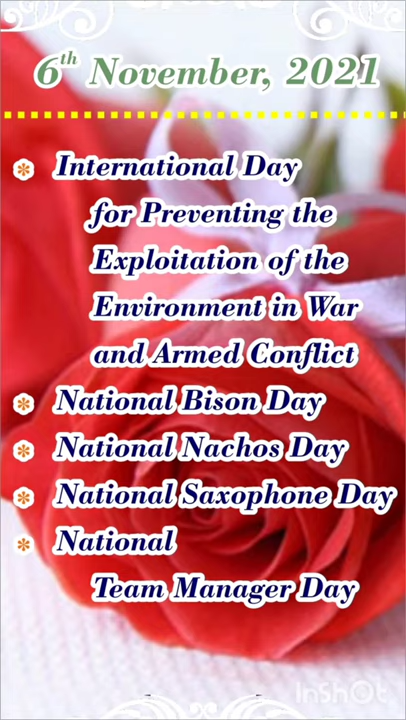 6th November, 2021
* International Day
for Preventing the
Exploitation of the
Environment in War
and Armed Conflict
* National Bison Day
* National Nachos Day
* National Saxophone Day
* National
Team Manager Day
InShOt